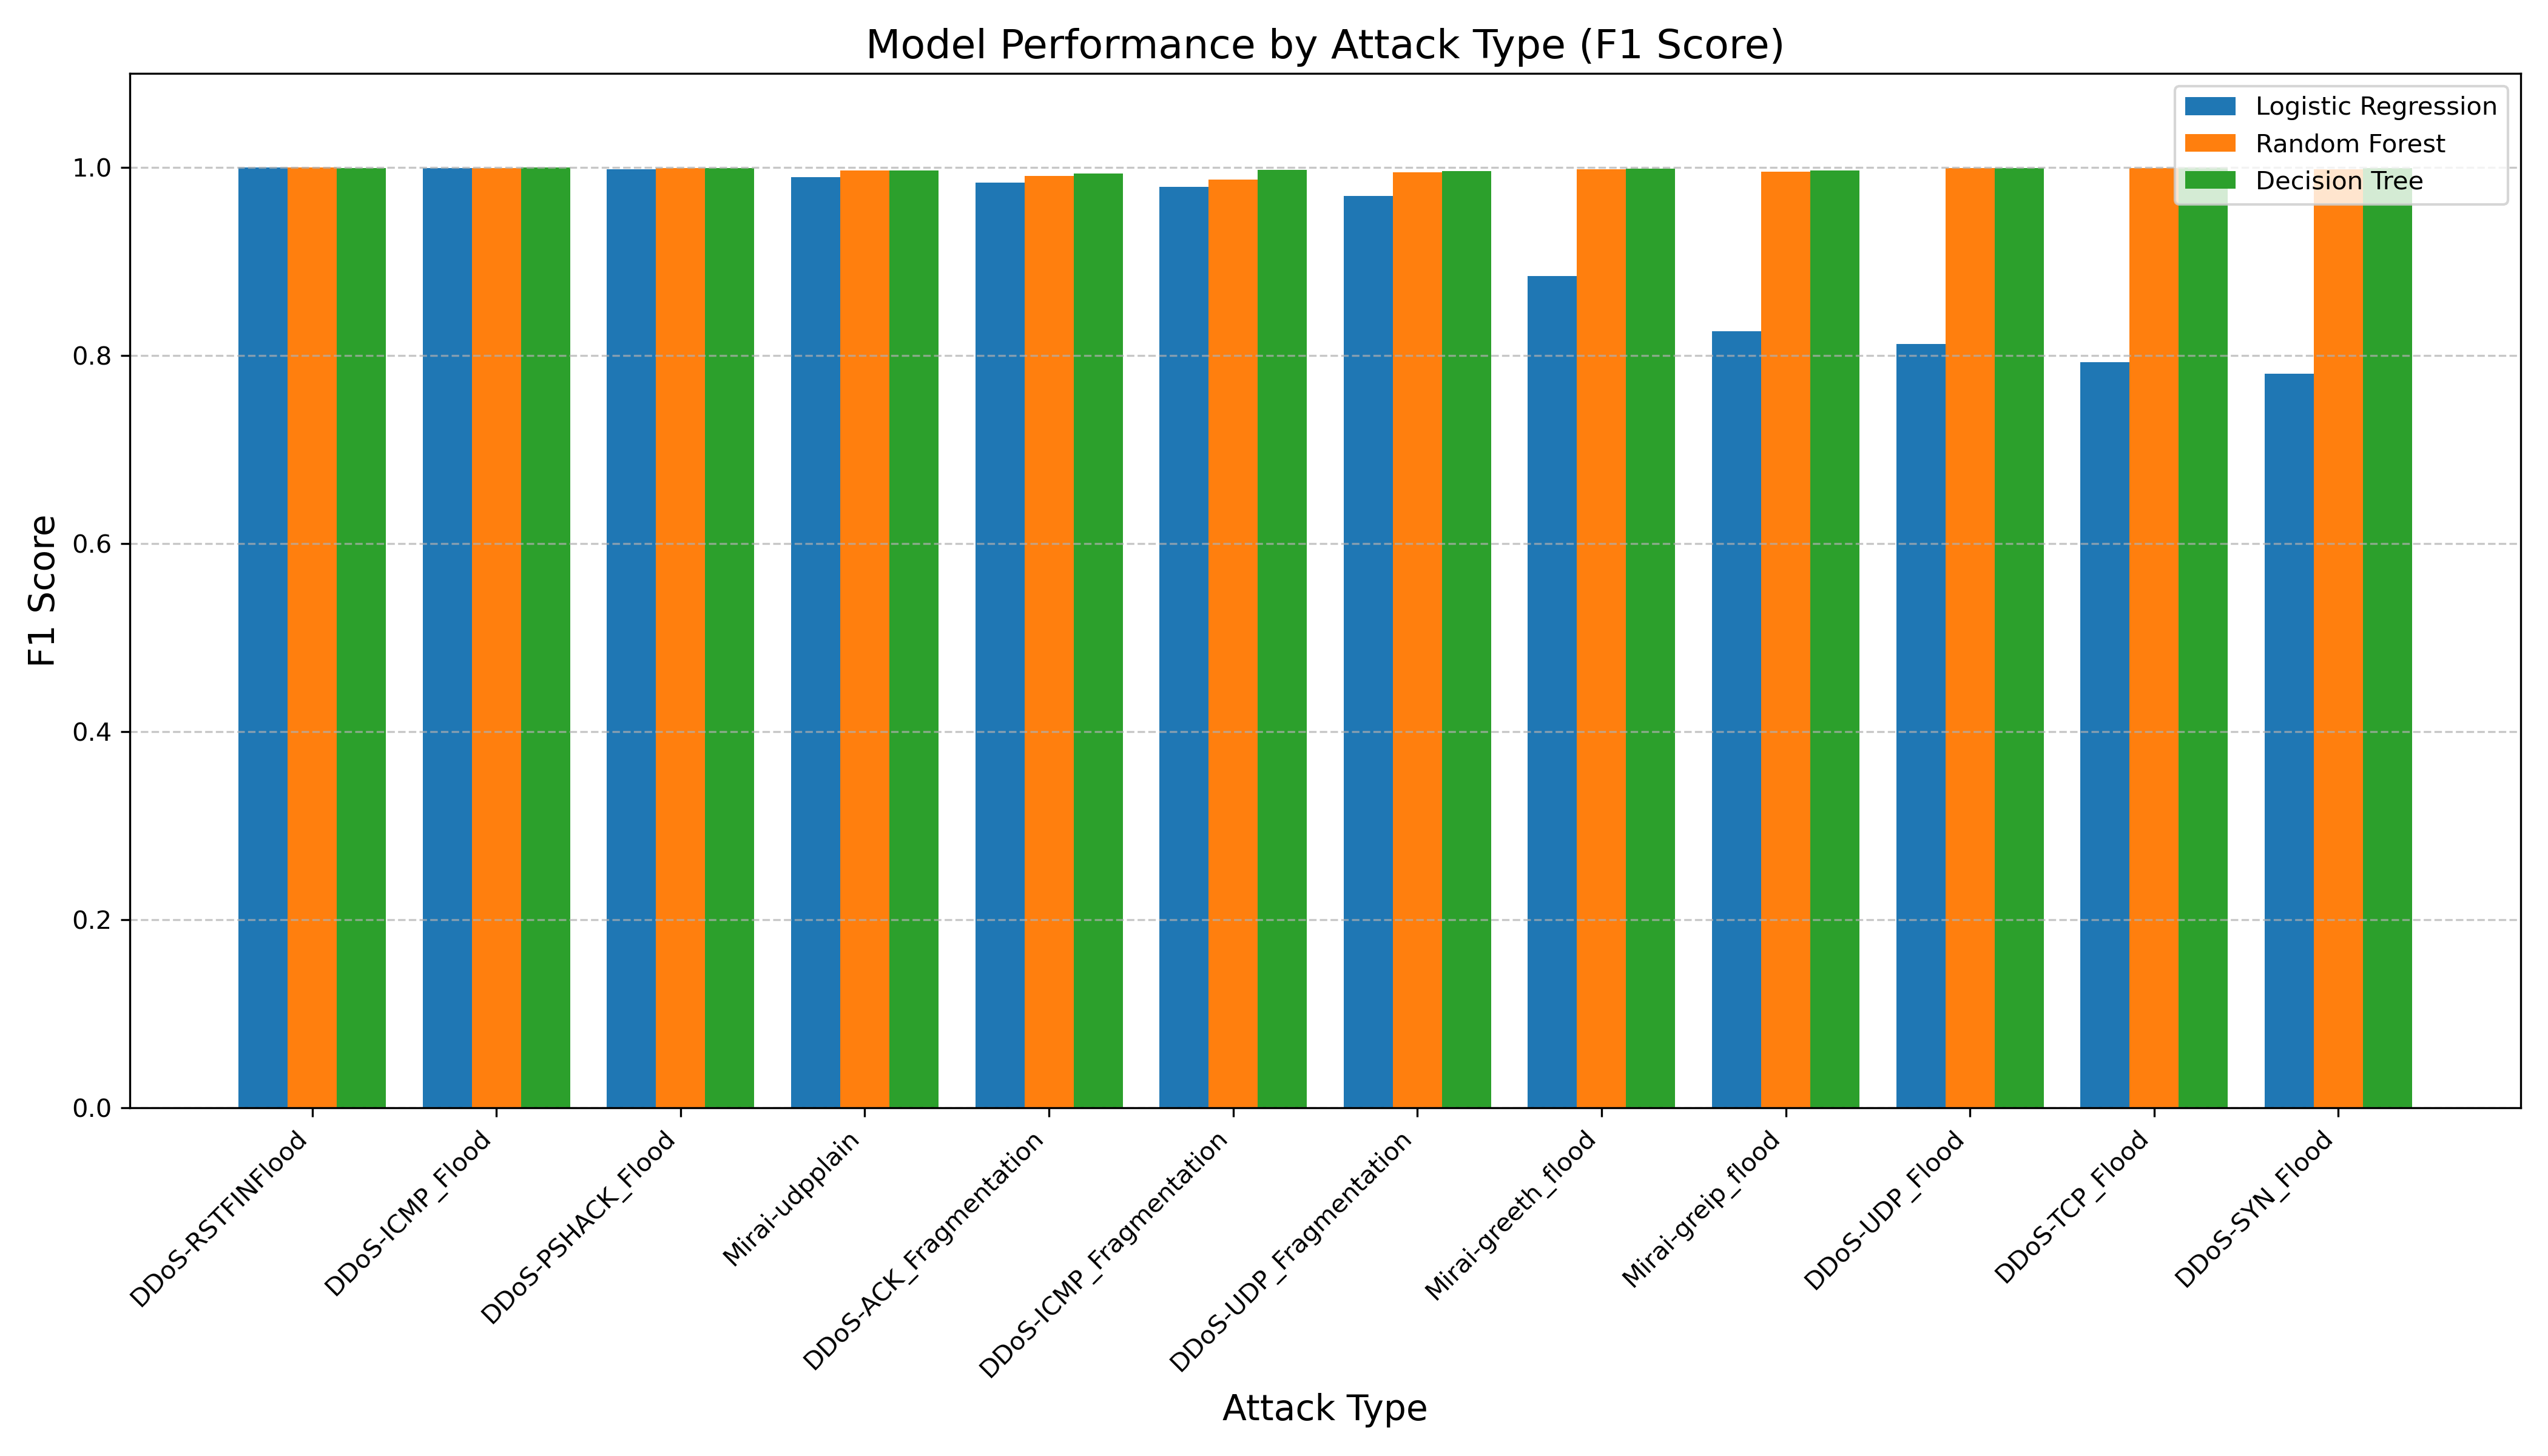 Model Performance by Attack Type (F1 Score)
Logistic Regression
Random Forest
Decision Tree
F1 Score
1.0
0.8
0.6
0.4
0.2
0.0
DDoS-RSTFINFlood
DDoS-ICMP_Flood
DDoS-PSHACK_Flood
Mirai-udpplain
DDoS-ACK_Fragmentation
DDoS-ICMP_Fragmentation
DDoS-UDP_Fragmentation
Mirai-greeth_flood
Mirai-greip_flood
DDoS-UDP_Flood
DDoS-TCP_Flood
DDoS-SYN_Flood
Attack Type